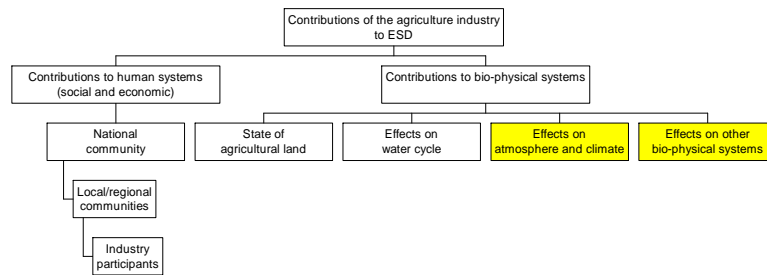 Contributions of the agriculture industry
to ESD
Contributions to human systems
(social and economic)
Contributions to bio-physical systems
National
community
State of
agricultural land
Effects on
water cycle
Effects on
atmosphere and climate
Effects on other
bio-physical systems
Local/regional
communities
Industry
participants